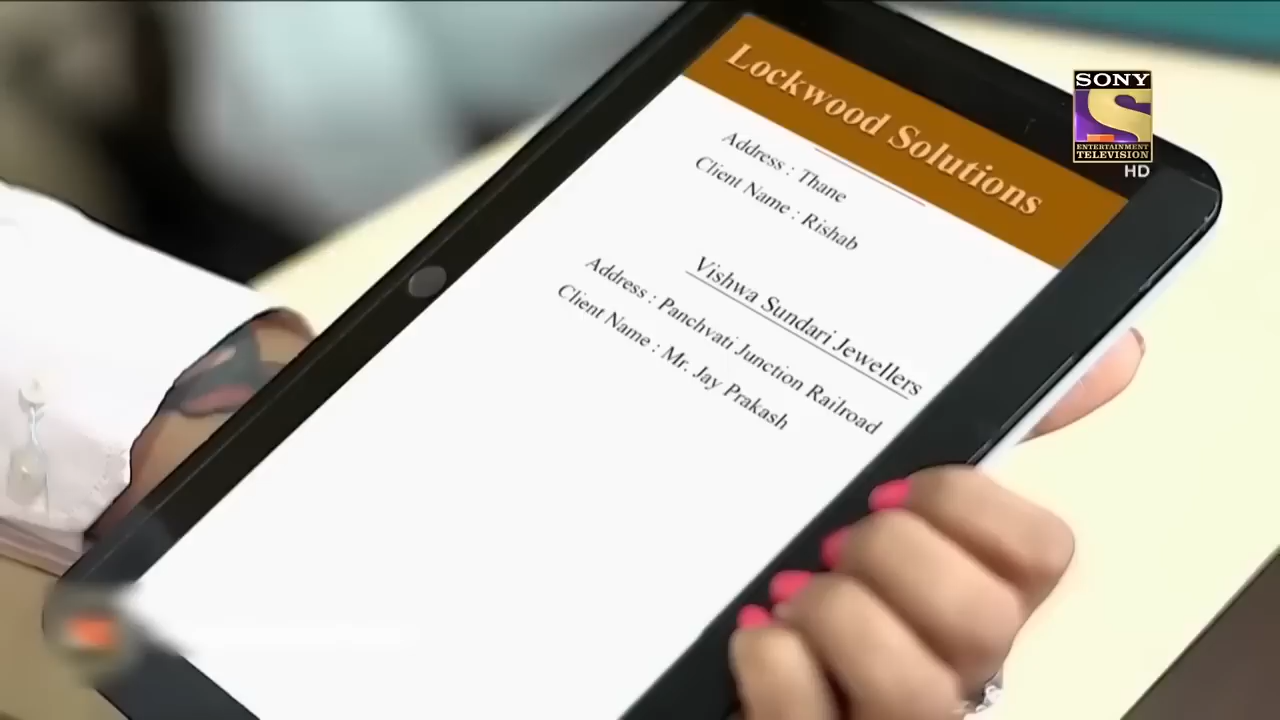 Lockwood Solutions
Address : Thane
Client Name : Rishab
Vishwa Sundari Jewellers
Address : Panchvati Junction Railroad
Client Name : Mr. Jay Prakash
SONY
ENTERTAINMENT
TELEVISION
HD